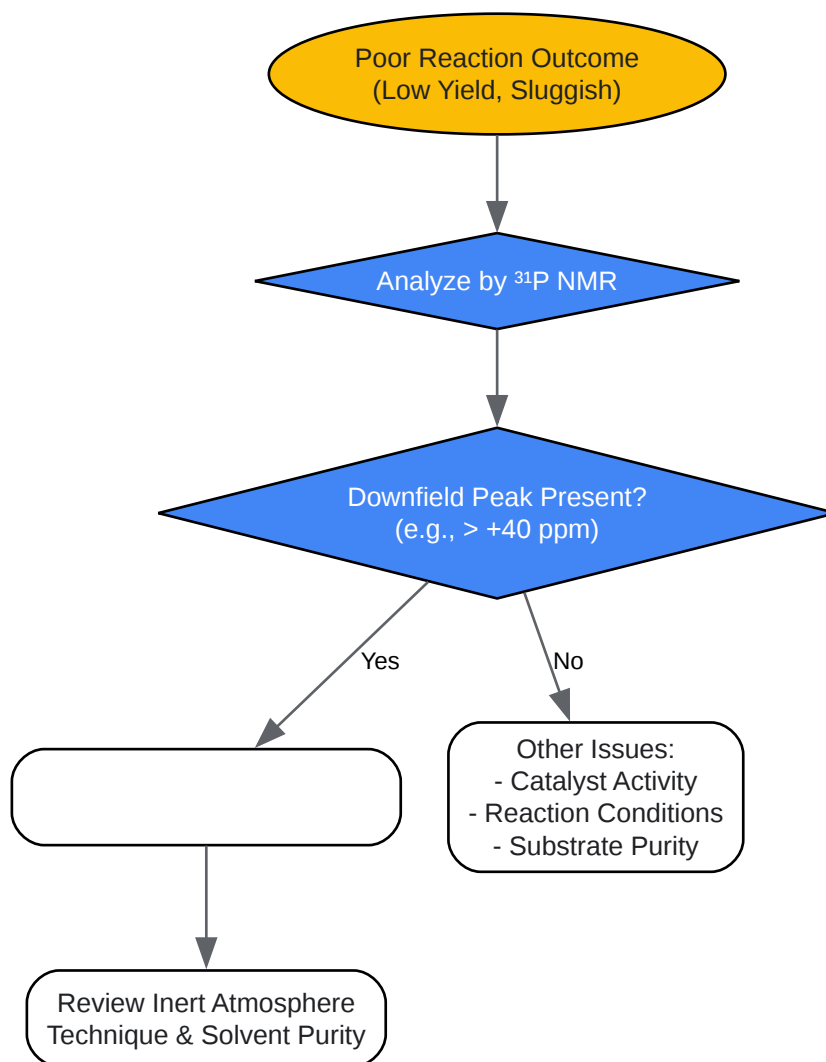 Poor Reaction Outcome
(Low Yield, Sluggish)
Analyze by ³¹P NMR
Downfield Peak Present?
(e.g., > +40 ppm)
Yes
No
Other Issues:
- Catalyst Activity
- Reaction Conditions
- Substrate Purity
Review Inert Atmosphere
Technique & Solvent Purity